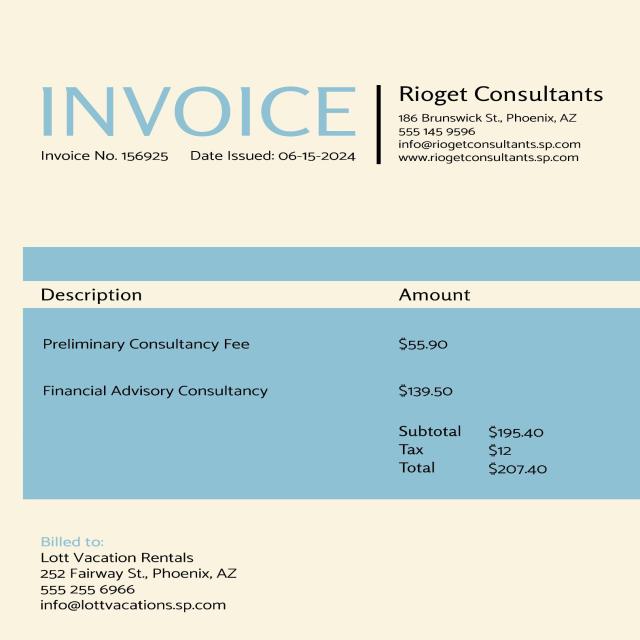 INVOICE
Invoice No. 156925 Date Issued: 06-15-2024
Rioget Consultants
186 Brunswick St., Phoenix, AZ
555 145 9596
info@riogetconsultants.sp.com
www.riogetconsultants.sp.com
Description Amount
Preliminary Consultancy Fee $55.90
Financial Advisory Consultancy $139.50
Subtotal $195.40
Tax $12
Total $207.40
Billed to:
Lott Vacation Rentals
252 Fairway St., Phoenix, AZ
555 255 6966
info@lottvacations.sp.com